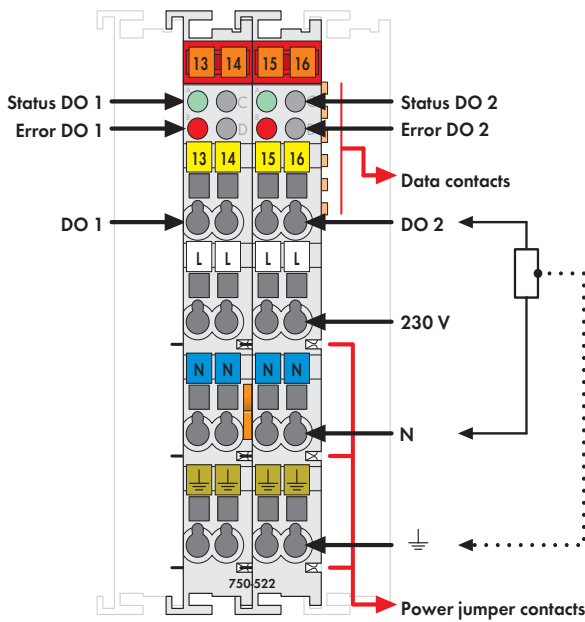 13 14 15 16
A C A C
Status DO 1 Status DO 2
B D B D
Error DO 1 Error DO 2
13 14 15 16
Data contacts
DO 1 DO 2
L L L L
230 V
N N N N
N
750-522
Power jumper contacts